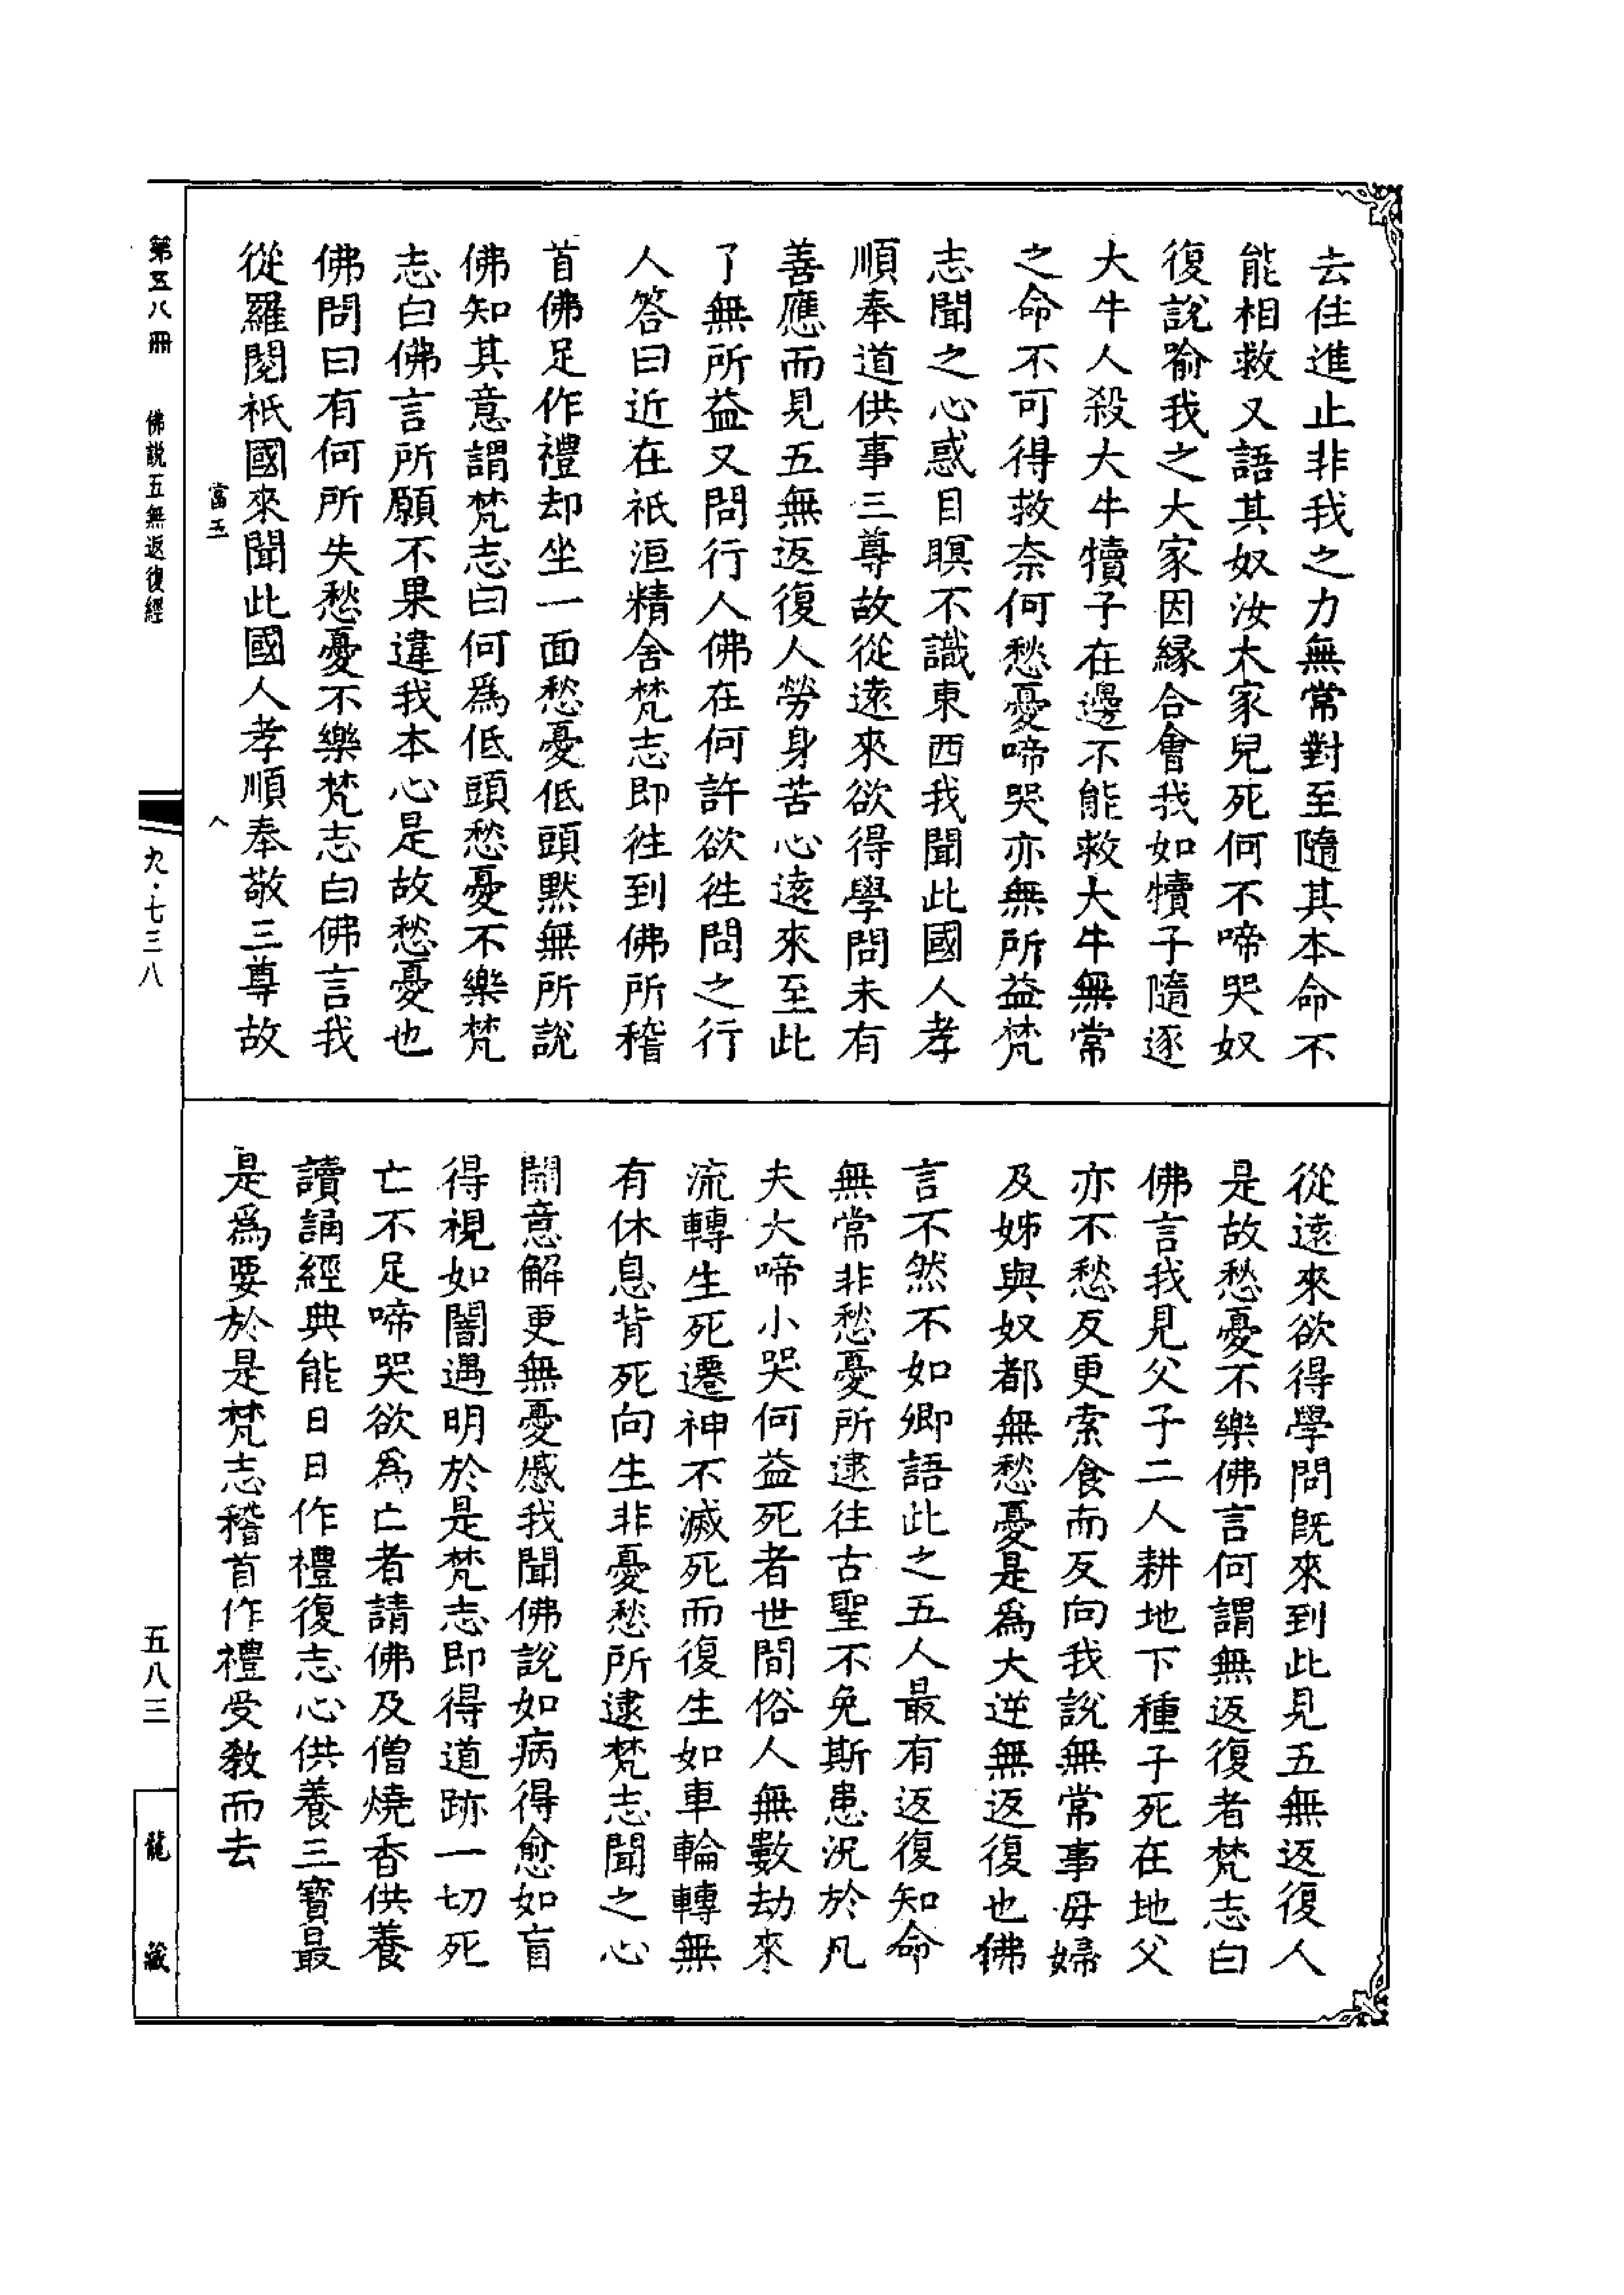 去住進止非我之力無常對至隨其本命不
能相救又語其奴汝大家兒死何不啼哭奴
復說喻我之大家因緣合會我如犢子隨逐
大牛人殺大牛犢子在邊不能救大牛無常
之命不可得救奈何愁憂啼哭亦無所益梵
志聞之心惑目瞑不識東西我聞此國人孝
順奉道供事三尊故從遠來欲得學問未有
善應而見五無返復人勞身苦心遠來至此
了無所益又問行人佛在何許欲徃問之行
人答曰近在祇洹精舍梵志即徃到佛所稽
首佛足作禮却坐一面愁憂低頭默無所說
佛知其意謂梵志曰何爲低頭愁憂不樂梵
志白佛言所願不果違我本心是故愁憂也
佛問曰有何所失愁憂不樂梵志白佛言我
從羅閱祇國來聞此國人孝順奉敬三尊故
從遠來欲得學問旣來到此見五無返復人
是故愁憂不樂佛言何謂無返復者梵志白
佛言我見父子二人耕地下種子死在地父
亦不愁反更索食而反向我說無常事母婦
及姊與奴都無愁憂是爲大逆無返復也佛
言不然不如卿語此之五人最有返復知命
無常非愁憂所逮往古聖不免斯患況於凡
夫大啼小哭何益死者世間俗人無數劫來
流轉生死遷神不滅死而復生如車輪轉無
有休息背死向生非憂愁所逮梵志聞之心
開意解更無憂慼我聞佛說如病得愈如盲
得視如闇遇明於是梵志即得道跡一切死
亡不足啼哭欲爲亡者請佛及僧燒香供養
讀誦經典能日日作禮復志心供養三寶最
是爲要於是梵志稽首作禮受教而去
當五
八
第五八冊 佛說五無返復經
九·七三八
五八三
龍藏